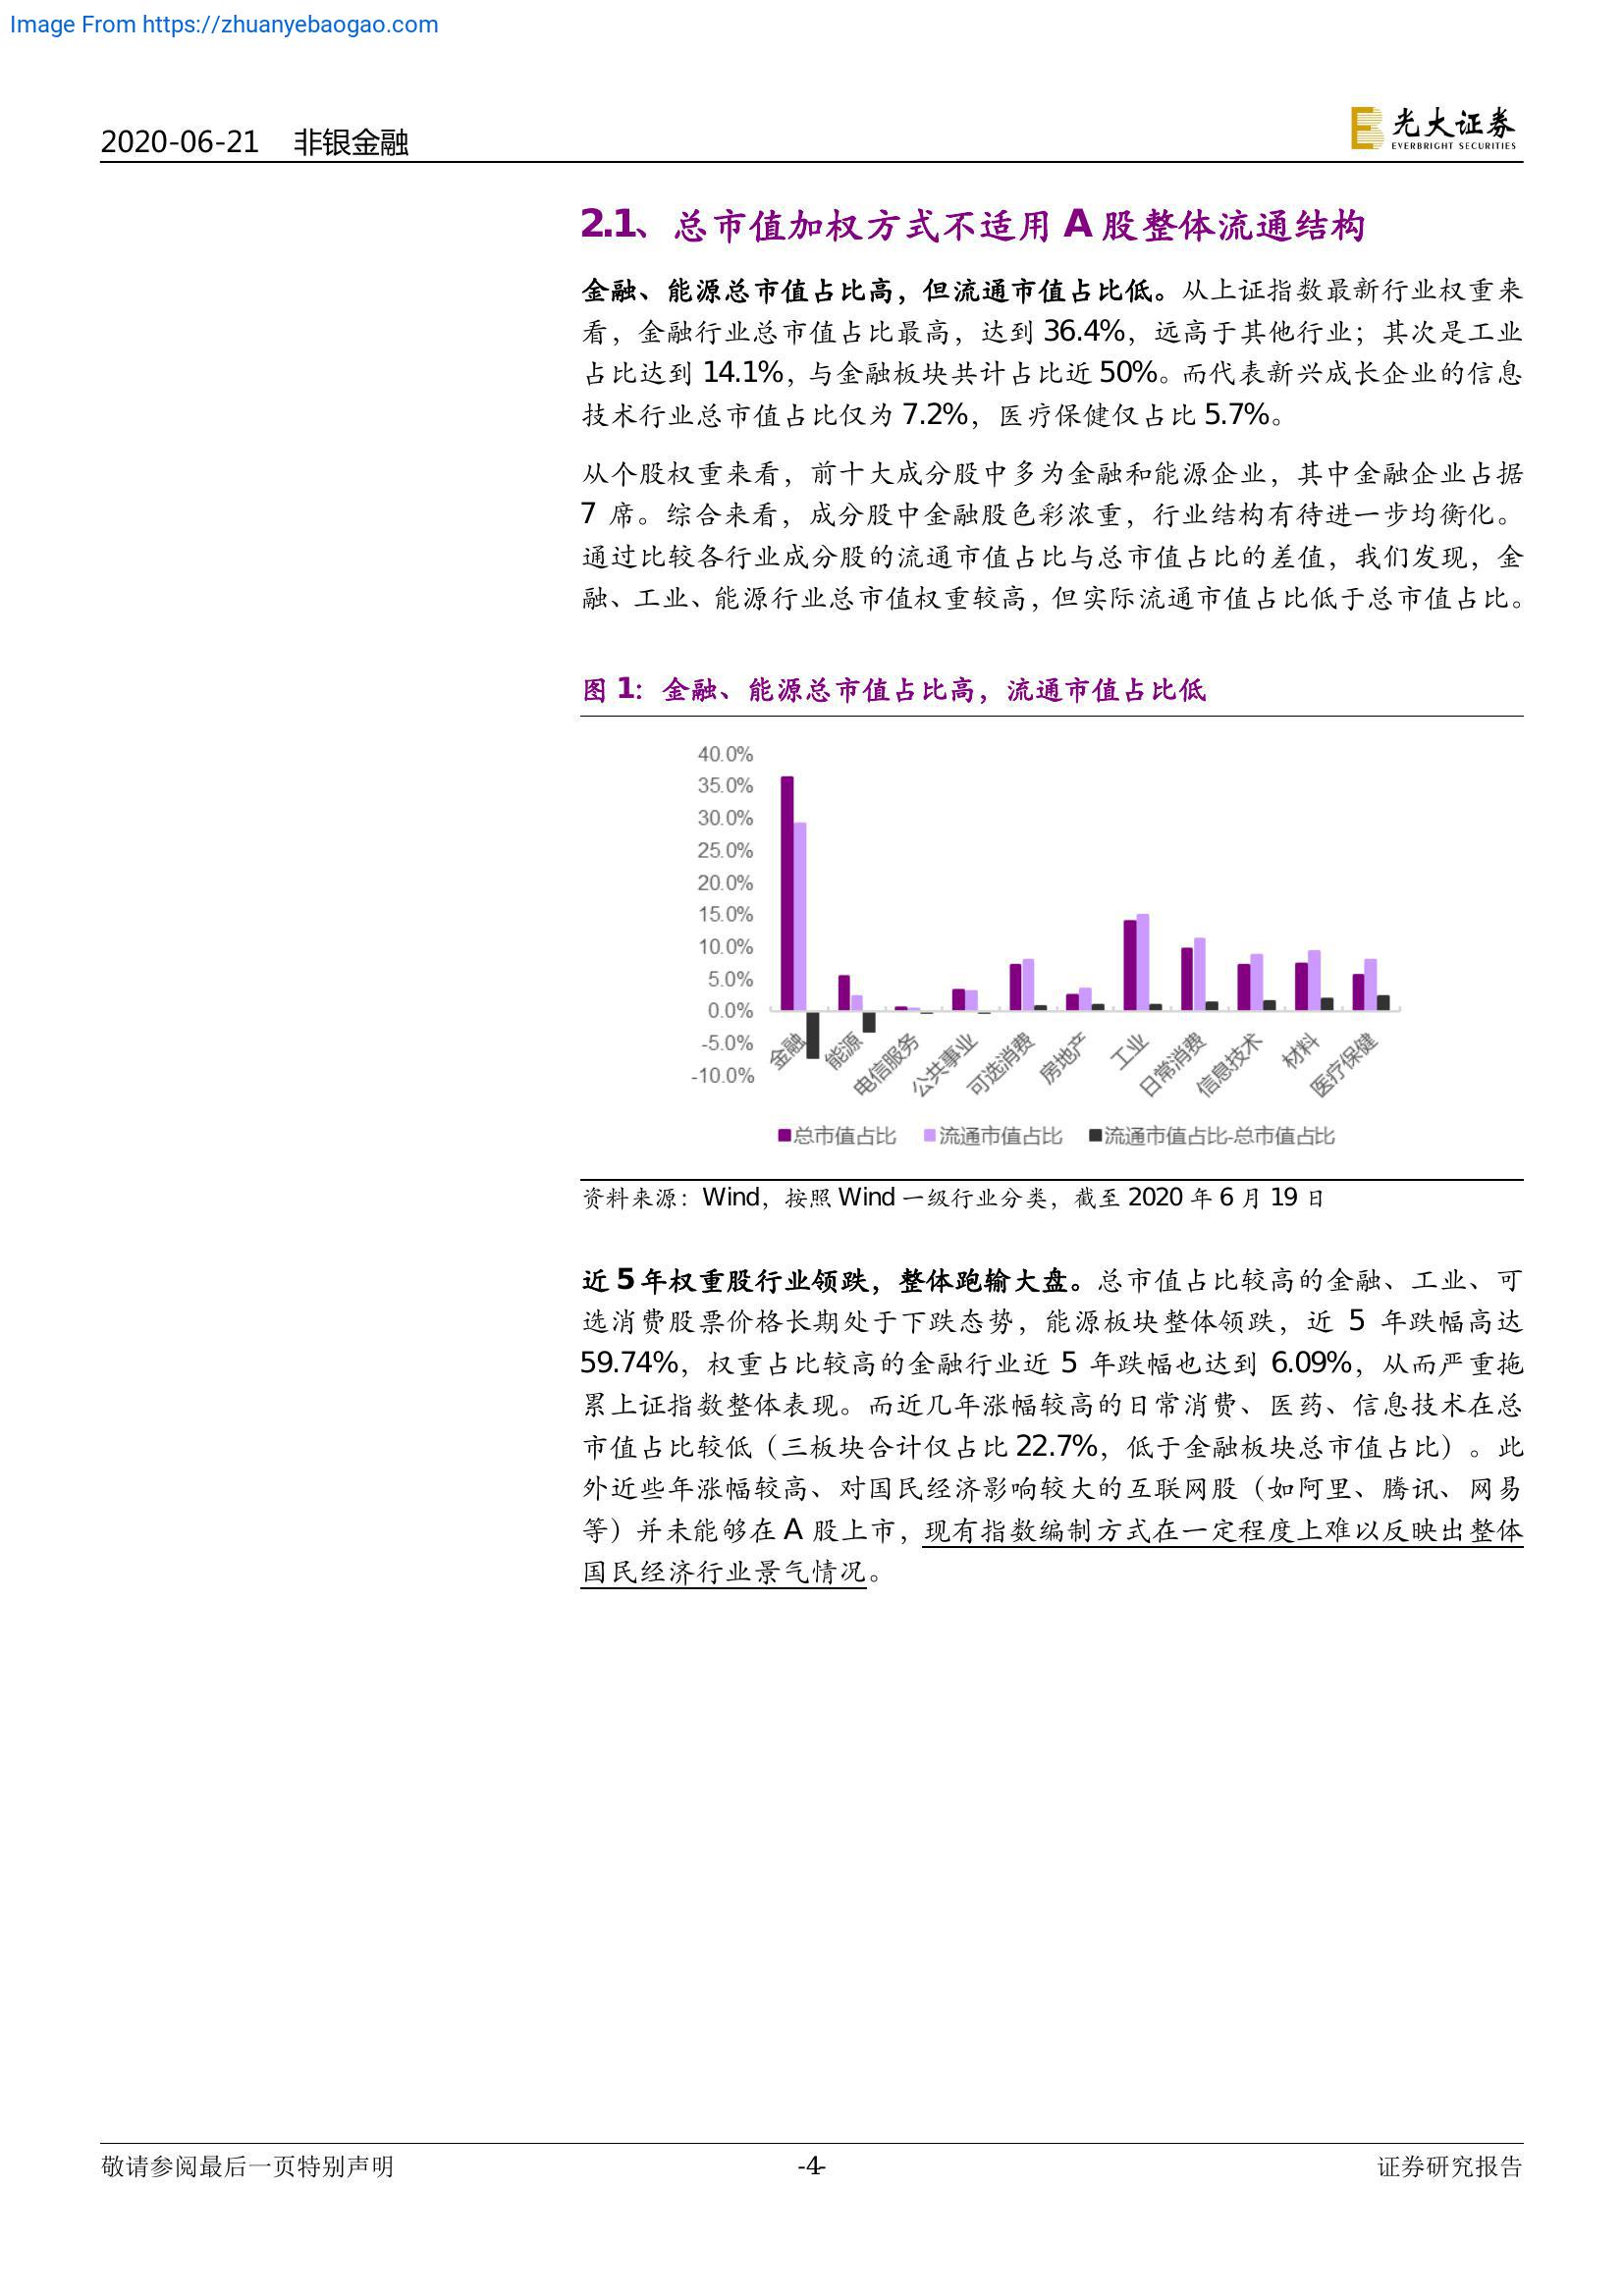 Image From https://zhuanyebaogao.com
2020-06-21 非银金融
光大证券
EVERBRIGHT SECURITIES
2.1、总市值加权方式不适用 A 股整体流通结构
金融、能源总市值占比高，但流通市值占比低。从上证指数最新行业权重来
看，金融行业总市值占比最高，达到 36.4%，远高于其他行业；其次是工业
占比达到 14.1%，与金融板块共计占比近 50%。而代表新兴成长企业的信息
技术行业总市值占比仅为 7.2%，医疗保健仅占比 5.7%。
从个股权重来看，前十大成分股中多为金融和能源企业，其中金融企业占据
7 席。综合来看，成分股中金融股色彩浓重，行业结构有待进一步均衡化。
通过比较各行业成分股的流通市值占比与总市值占比的差值，我们发现，金
融、工业、能源行业总市值权重较高，但实际流通市值占比低于总市值占比。
图 1：金融、能源总市值占比高，流通市值占比低
40.0%
35.0%
30.0%
25.0%
20.0%
15.0%
10.0%
5.0%
0.0%
-5.0%
-10.0%
金融
能源
电信服务
公共事业
可选消费
房地产
工业
日常消费
信息技术
材料
医疗保健
总市值占比 流通市值占比 流通市值占比-总市值占比
资料来源：Wind，按照 Wind 一级行业分类，截至 2020 年 6 月 19 日
近 5 年权重股行业领跌，整体跑输大盘。总市值占比较高的金融、工业、可
选消费股票价格长期处于下跌态势，能源板块整体领跌，近 5 年跌幅高达
59.74%，权重占比较高的金融行业近 5 年跌幅也达到 6.09%，从而严重拖
累上证指数整体表现。而近几年涨幅较高的日常消费、医药、信息技术在总
市值占比较低（三板块合计仅占比 22.7%，低于金融板块总市值占比）。此
外近些年涨幅较高、对国民经济影响较大的互联网股（如阿里、腾讯、网易
等）并未能够在 A 股上市，现有指数编制方式在一定程度上难以反映出整体
国民经济行业景气情况。
敬请参阅最后一页特别声明 -4- 证券研究报告